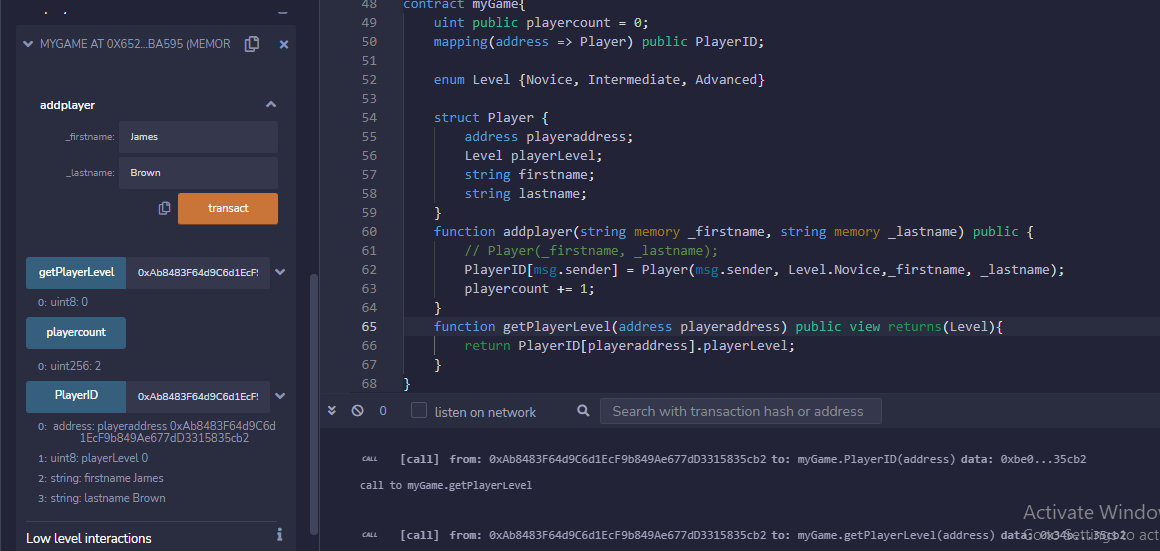 MYGAME AT 0X652...BA595 (MEMOR
addplayer
_firstname: James
_lastname: Brown
transact
getPlayerLevel 0xAb8483F64d9C6d1EcF9
0: uint8: 0
playercount
0: uint256: 2
PlayerID 0xAb8483F64d9C6d1EcF9
0: address: playeraddress 0xAb8483F64d9C6d
1EcF9b849Ae677dD3315835cb2
1: uint8: playerLevel 0
2: string: firstname James
3: string: lastname Brown
Low level interactions
48 contract myGame{
49 uint public playercount = 0;
50 mapping(address => Player) public PlayerID;
51
52 enum Level {Novice, Intermediate, Advanced}
53
54 struct Player {
55 address playeraddress;
56 Level playerLevel;
57 string firstname;
58 string lastname;
59 }
60 function addplayer(string memory _firstname, string memory _lastname) public {
61 // Player(_firstname, _lastname);
62 PlayerID[msg.sender] = Player(msg.sender, Level.Novice,_firstname, _lastname);
63 playercount += 1;
64 }
65 function getPlayerLevel(address playeraddress) public view returns(Level){
66 return PlayerID[playeraddress].playerLevel;
67 }
68 }
0 listen on network Search with transaction hash or address
CALL [call] from: 0xAb8483F64d9C6d1EcF9b849Ae677dD3315835cb2 to: myGame.PlayerID(address) data: 0xbe0...35cb2
call to myGame.getPlayerLevel
CALL [call] from: 0xAb8483F64d9C6d1EcF9b849Ae677dD3315835cb2 to: myGame.getPlayerLevel(address) data: 0x34b...35cb2
Activate Windo
Go to Settings to act